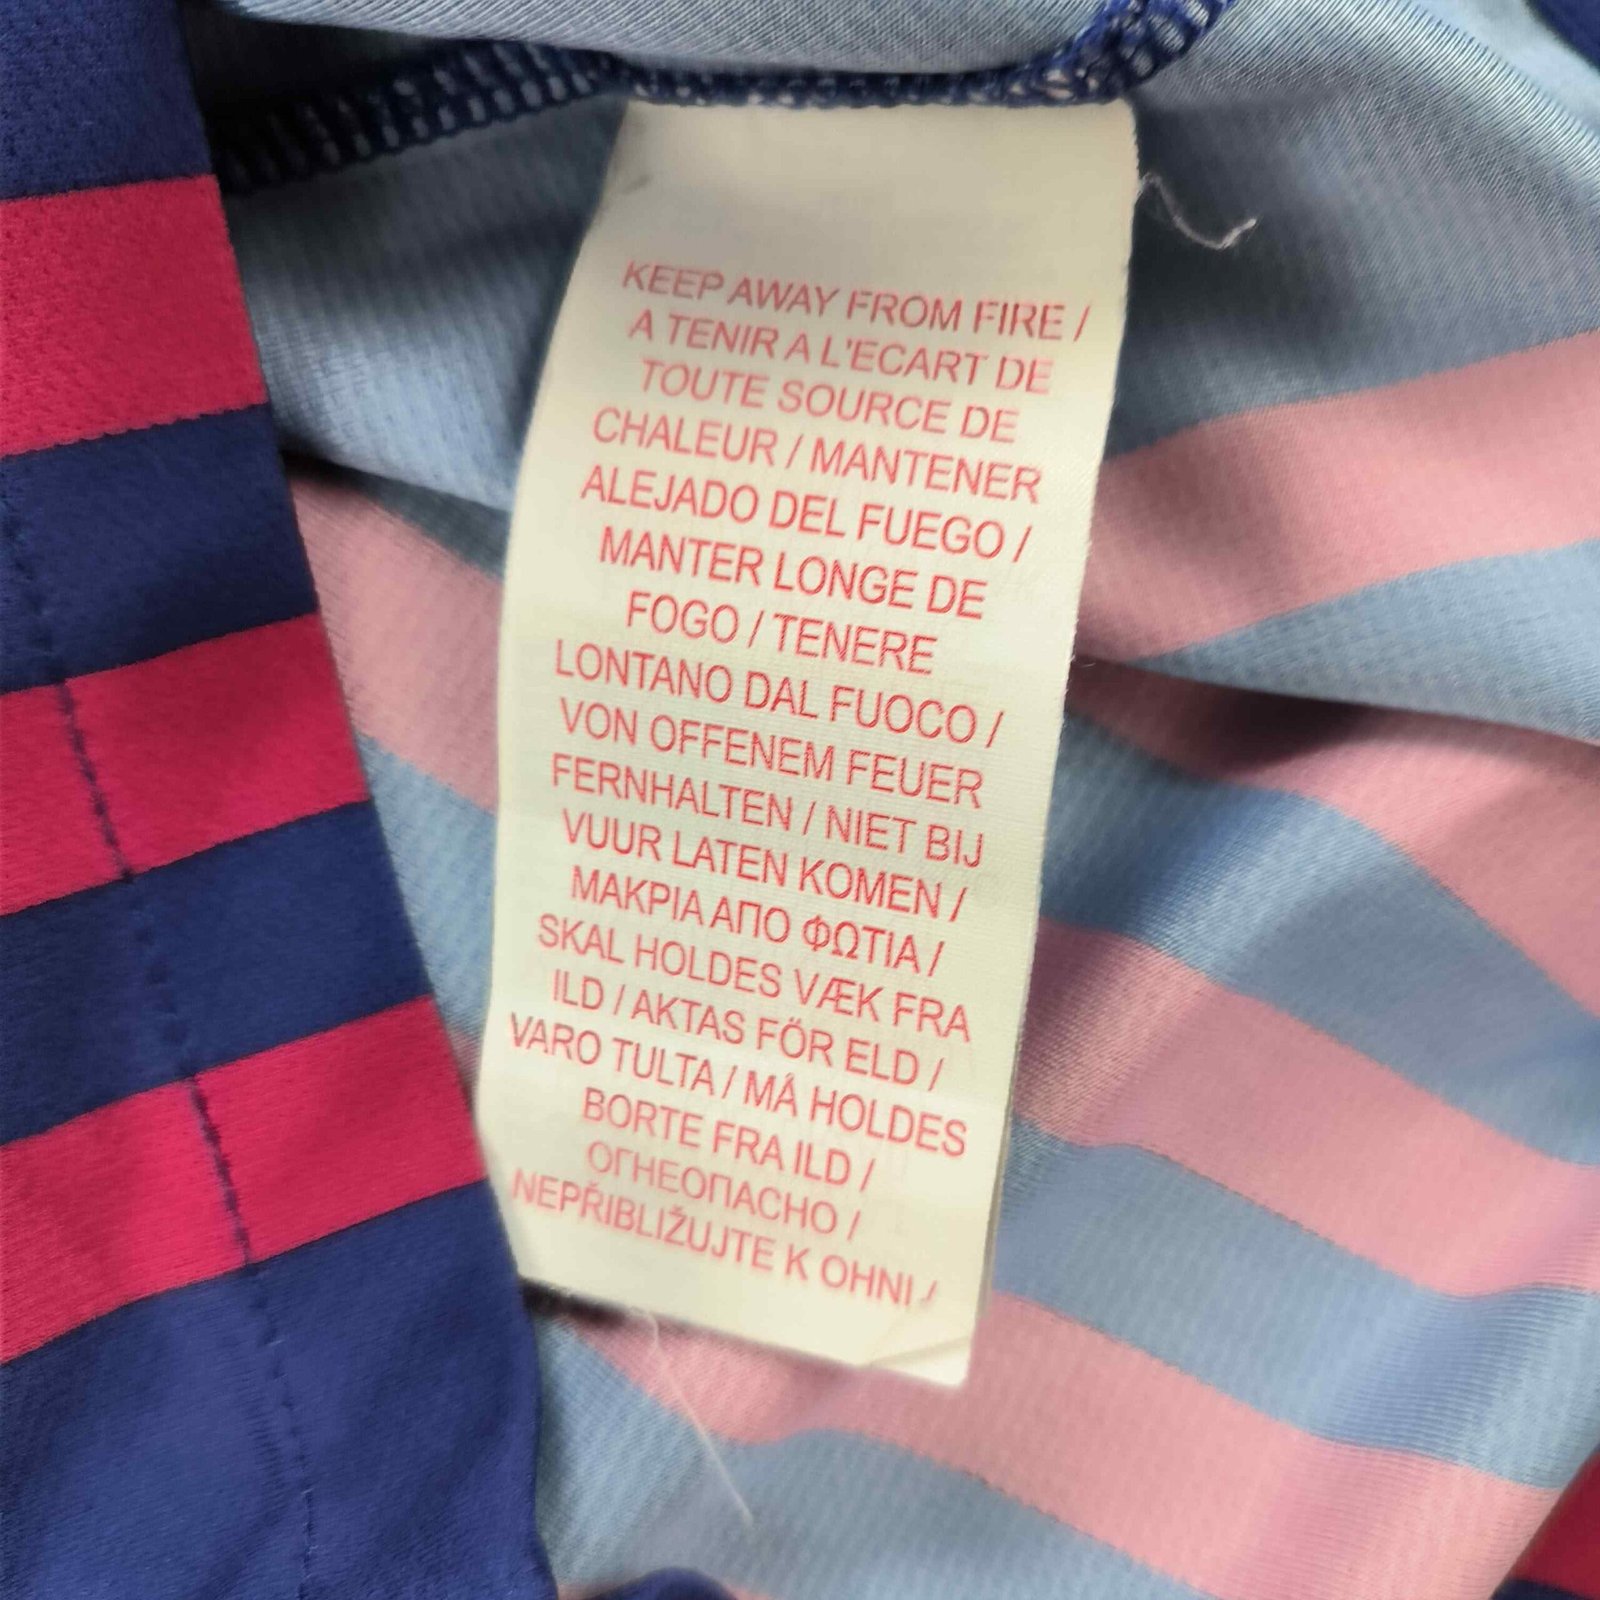 KEEP AWAY FROM FIRE /
A TENIR A L'ECART DE
TOUTE SOURCE DE
CHALEUR / MANTENER
ALEJADO DEL FUEGO /
MANTER LONGE DE
FOGO / TENERE
LONTANO DAL FUOCO /
VON OFFENEM FEUER
FERNHALTEN / NIET BIJ
VUUR LATEN KOMEN /
ΜΑΚΡΙΑ ΑΠΟ ΦΩΤΙΑ /
SKAL HOLDES VÆK FRA
ILD / AKTAS FÖR ELD /
VARO TULTA / MÅ HOLDES
BORTE FRA ILD /
ОГНЕОПАСНО /
NEPŘIBLIŽUJTE K OHNI /